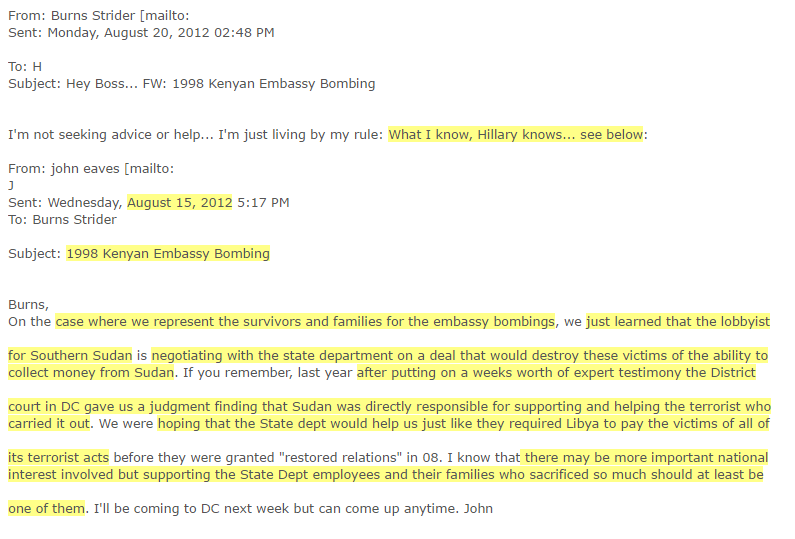 From: Burns Strider [mailto:
Sent: Monday, August 20, 2012 02:48 PM
To: H
Subject: Hey Boss... FW: 1998 Kenyan Embassy Bombing
I'm not seeking advice or help... I'm just living by my rule: What I know, Hillary knows... see below:
From: john eaves [mailto:
J
Sent: Wednesday, August 15, 2012 5:17 PM
To: Burns Strider
Subject: 1998 Kenyan Embassy Bombing
Burns,
On the case where we represent the survivors and families for the embassy bombings, we just learned that the lobbyist
for Southern Sudan is negotiating with the state department on a deal that would destroy these victims of the ability to
collect money from Sudan. If you remember, last year after putting on a weeks worth of expert testimony the District
court in DC gave us a judgment finding that Sudan was directly responsible for supporting and helping the terrorist who
carried it out. We were hoping that the State dept would help us just like they required Libya to pay the victims of all of
its terrorist acts before they were granted "restored relations" in 08. I know that there may be more important national
interest involved but supporting the State Dept employees and their families who sacrificed so much should at least be
one of them. I'll be coming to DC next week but can come up anytime. John